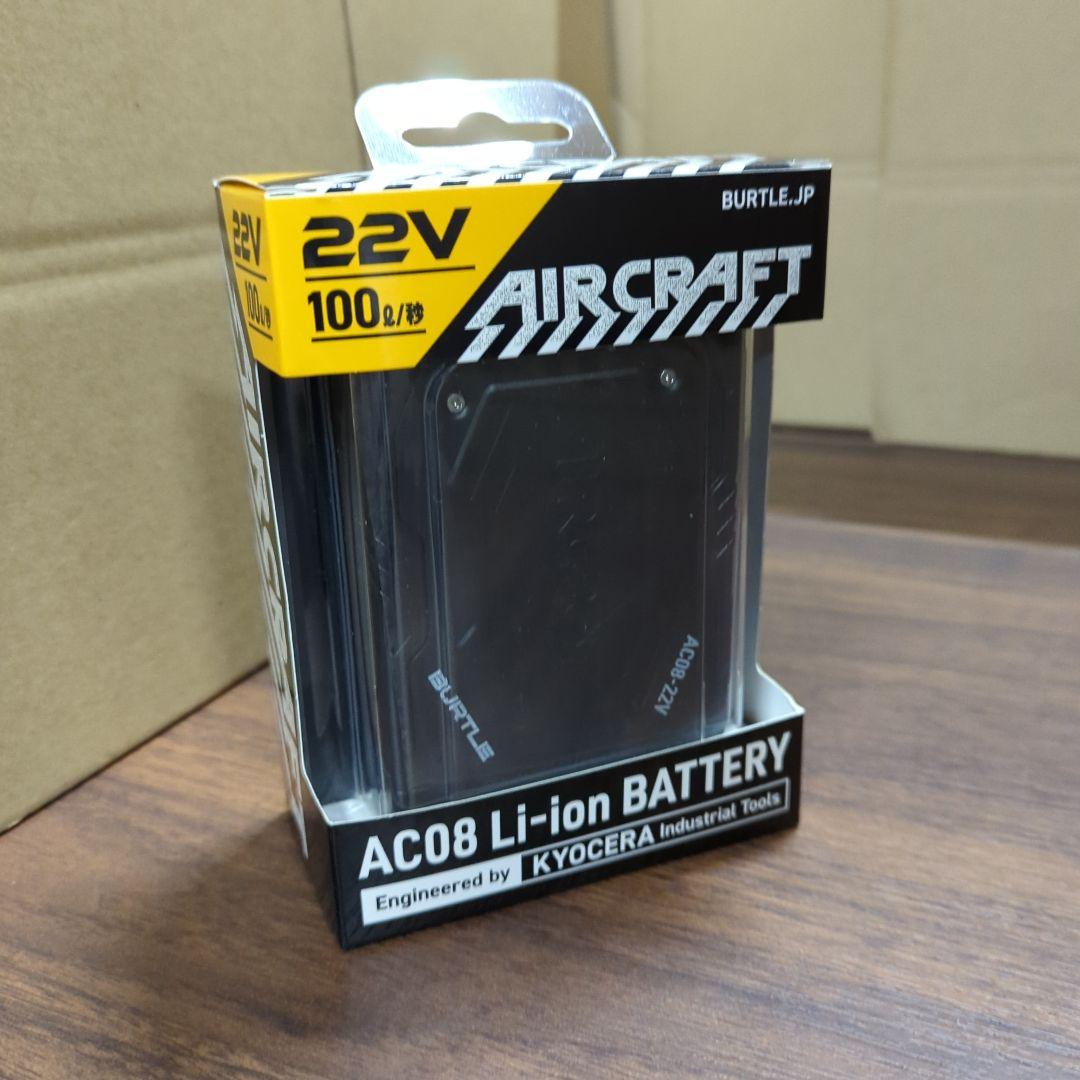 BURTLE.JP
22V
100ℓ/秒
AIRCRAFT
22V
100ℓ/秒
BURTLE
AC08-22V
AC08 Li-ion BATTERY
Engineered by KYOCERA Industrial Tools